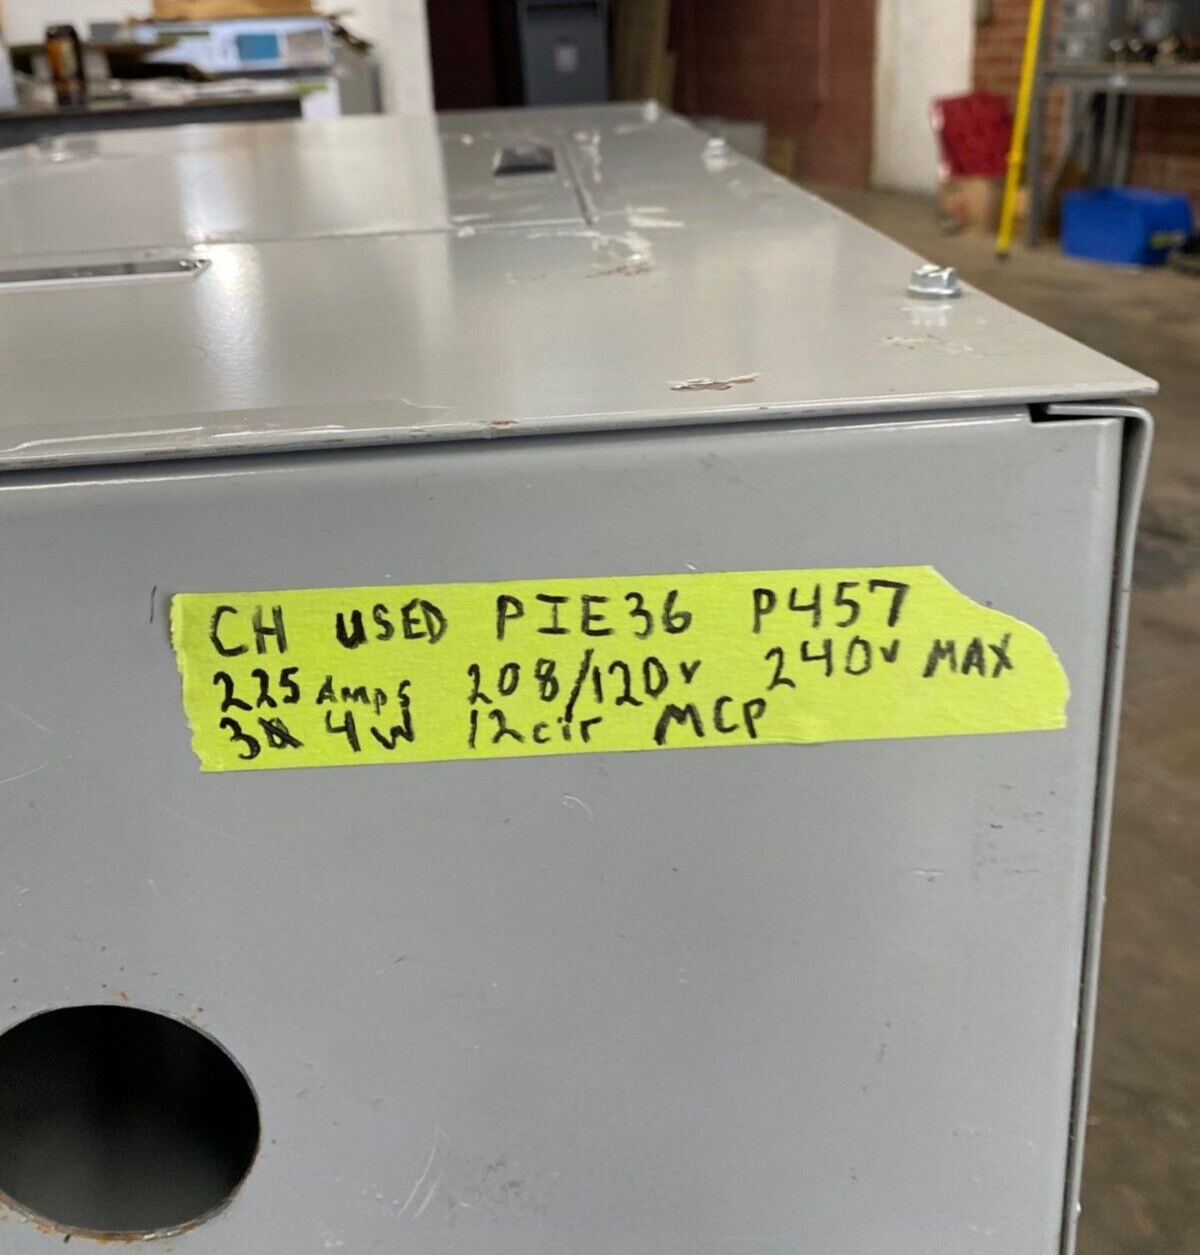 CH USED PIE36 P457
225 Amps 208/120v 240v MAX
3Ø 4W 12cir MCP